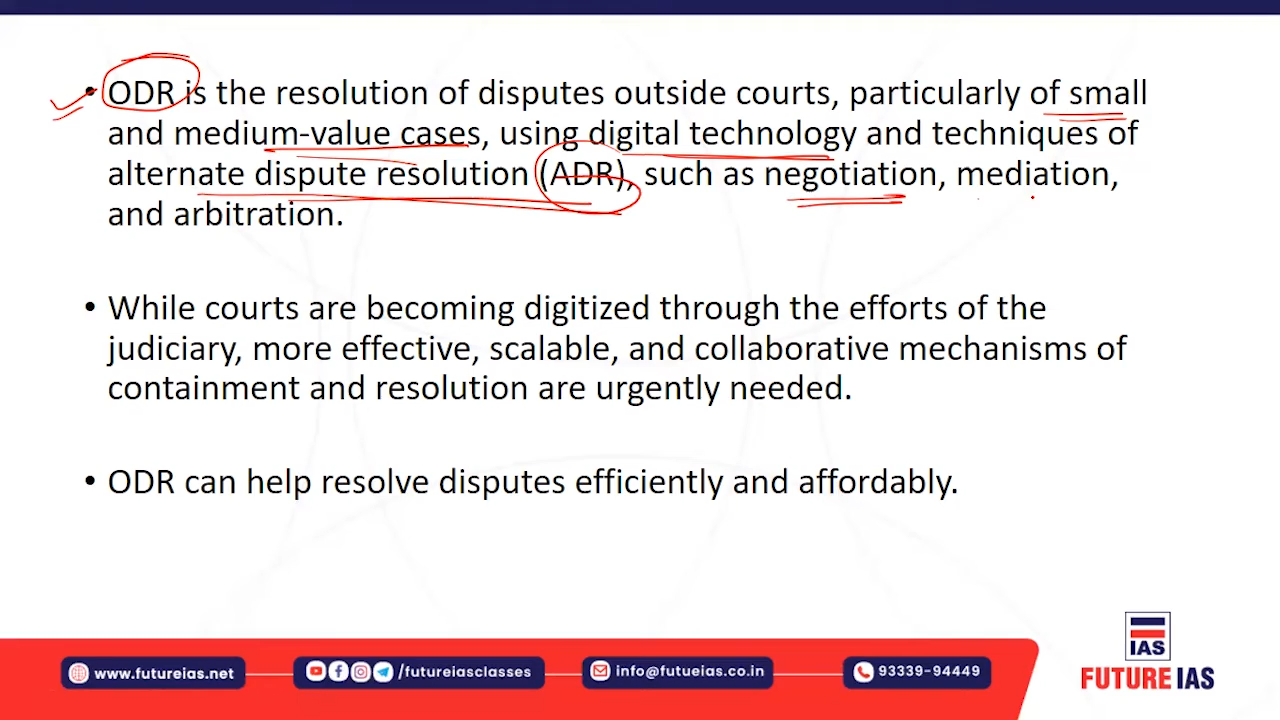 • ODR is the resolution of disputes outside courts, particularly of small
and medium-value cases, using digital technology and techniques of
alternate dispute resolution (ADR), such as negotiation, mediation,
and arbitration.
• While courts are becoming digitized through the efforts of the
judiciary, more effective, scalable, and collaborative mechanisms of
containment and resolution are urgently needed.
• ODR can help resolve disputes efficiently and affordably.
IAS
FUTURE IAS
www.futureias.net
/futureiasclasses
info@futueias.co.in
93339-94449